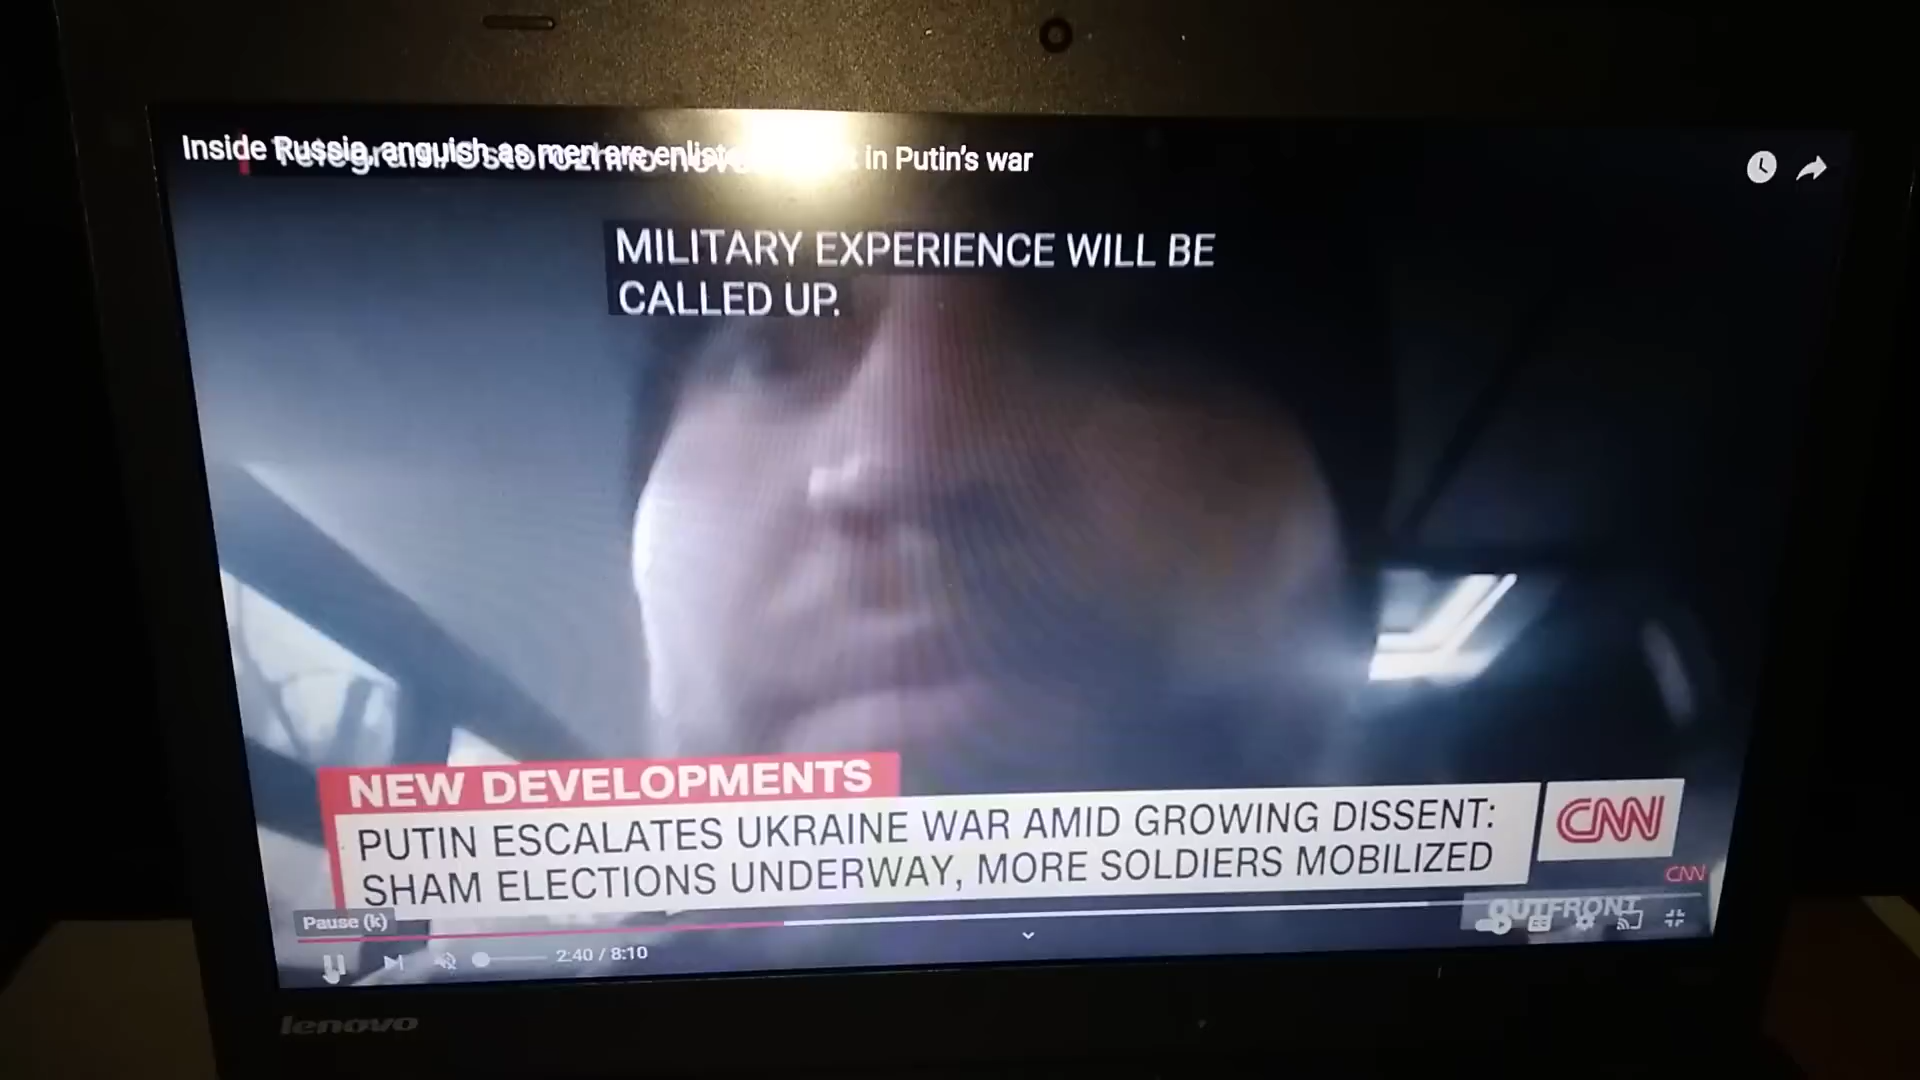 Inside Russia, anguish as men are enlist in Putin's war
MILITARY EXPERIENCE WILL BE
CALLED UP.
NEW DEVELOPMENTS
PUTIN ESCALATES UKRAINE WAR AMID GROWING DISSENT:
SHAM ELECTIONS UNDERWAY, MORE SOLDIERS MOBILIZED
CNN
CNN
OUTFRONT
Pause (k)
2:40 / 8:10
lenovo